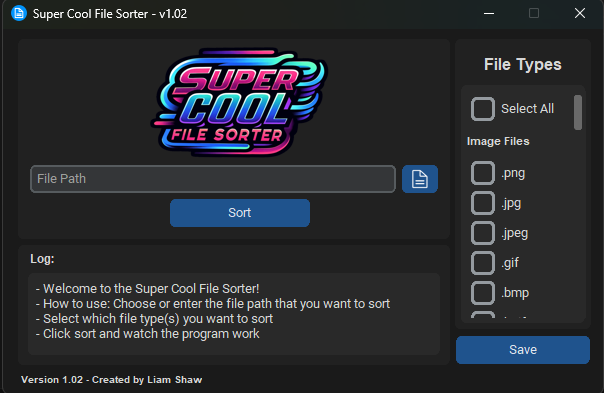 Super Cool File Sorter - v1.02
SUPER
COOL
FILE SORTER
File Path
Sort
Log:
- Welcome to the Super Cool File Sorter!
- How to use: Choose or enter the file path that you want to sort
- Select which file type(s) you want to sort
- Click sort and watch the program work
File Types
Select All
Image Files
.png
.jpg
.jpeg
.gif
.bmp
Save
Version 1.02 - Created by Liam Shaw